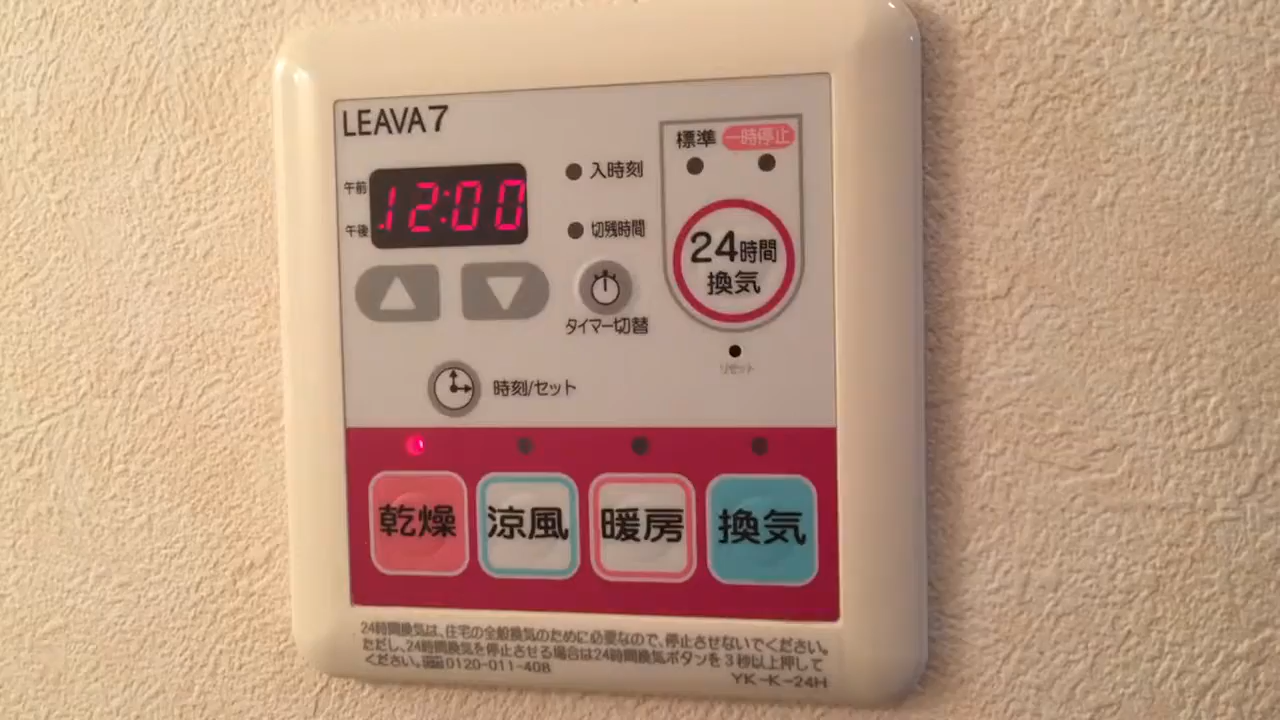 LEAVA7
午前
12:00
午後
入時刻
切残時間
タイマー切替
時刻/セット
標準 一時停止
24時間
換気
リセット
乾燥 涼風 暖房 換気
24時間換気は、住宅の全般換気のために必要なので、停止させないでください。
ただし、24時間換気を停止させる場合は24時間換気ボタンを3秒以上押して
ください。0120-011-408
YK-K-24H